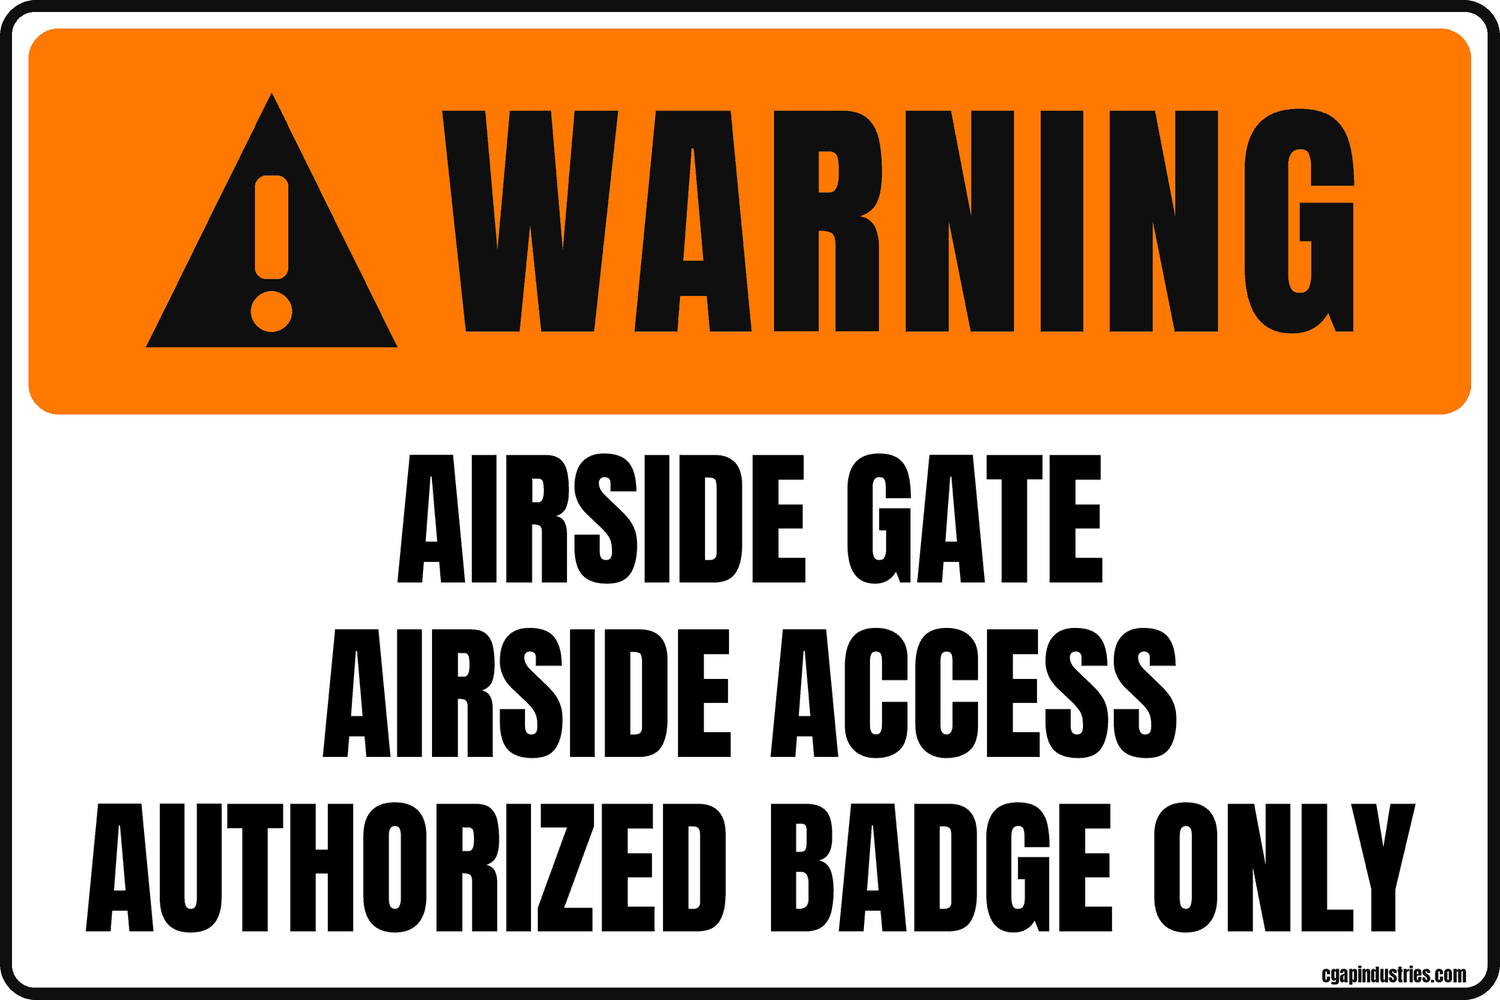 WARNING
AIRSIDE GATE
AIRSIDE ACCESS
AUTHORIZED BADGE ONLY
cgapindustries.com